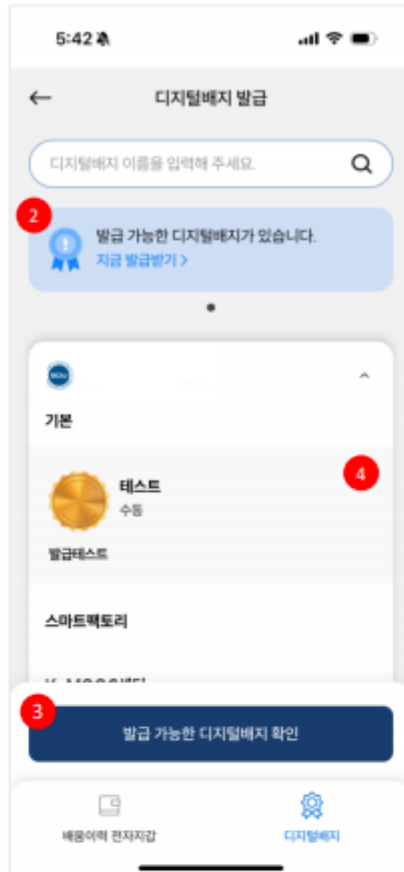 5:42
디지털배지 발급
디지털배지 이름을 입력해 주세요.
2
발급 가능한 디지털배지가 있습니다.
지금 발급받기 >
기본
4
테스트
수동
발급테스트
스마트팩토리
3
발급 가능한 디지털배지 확인
배움이력 전자지갑
디지털배지